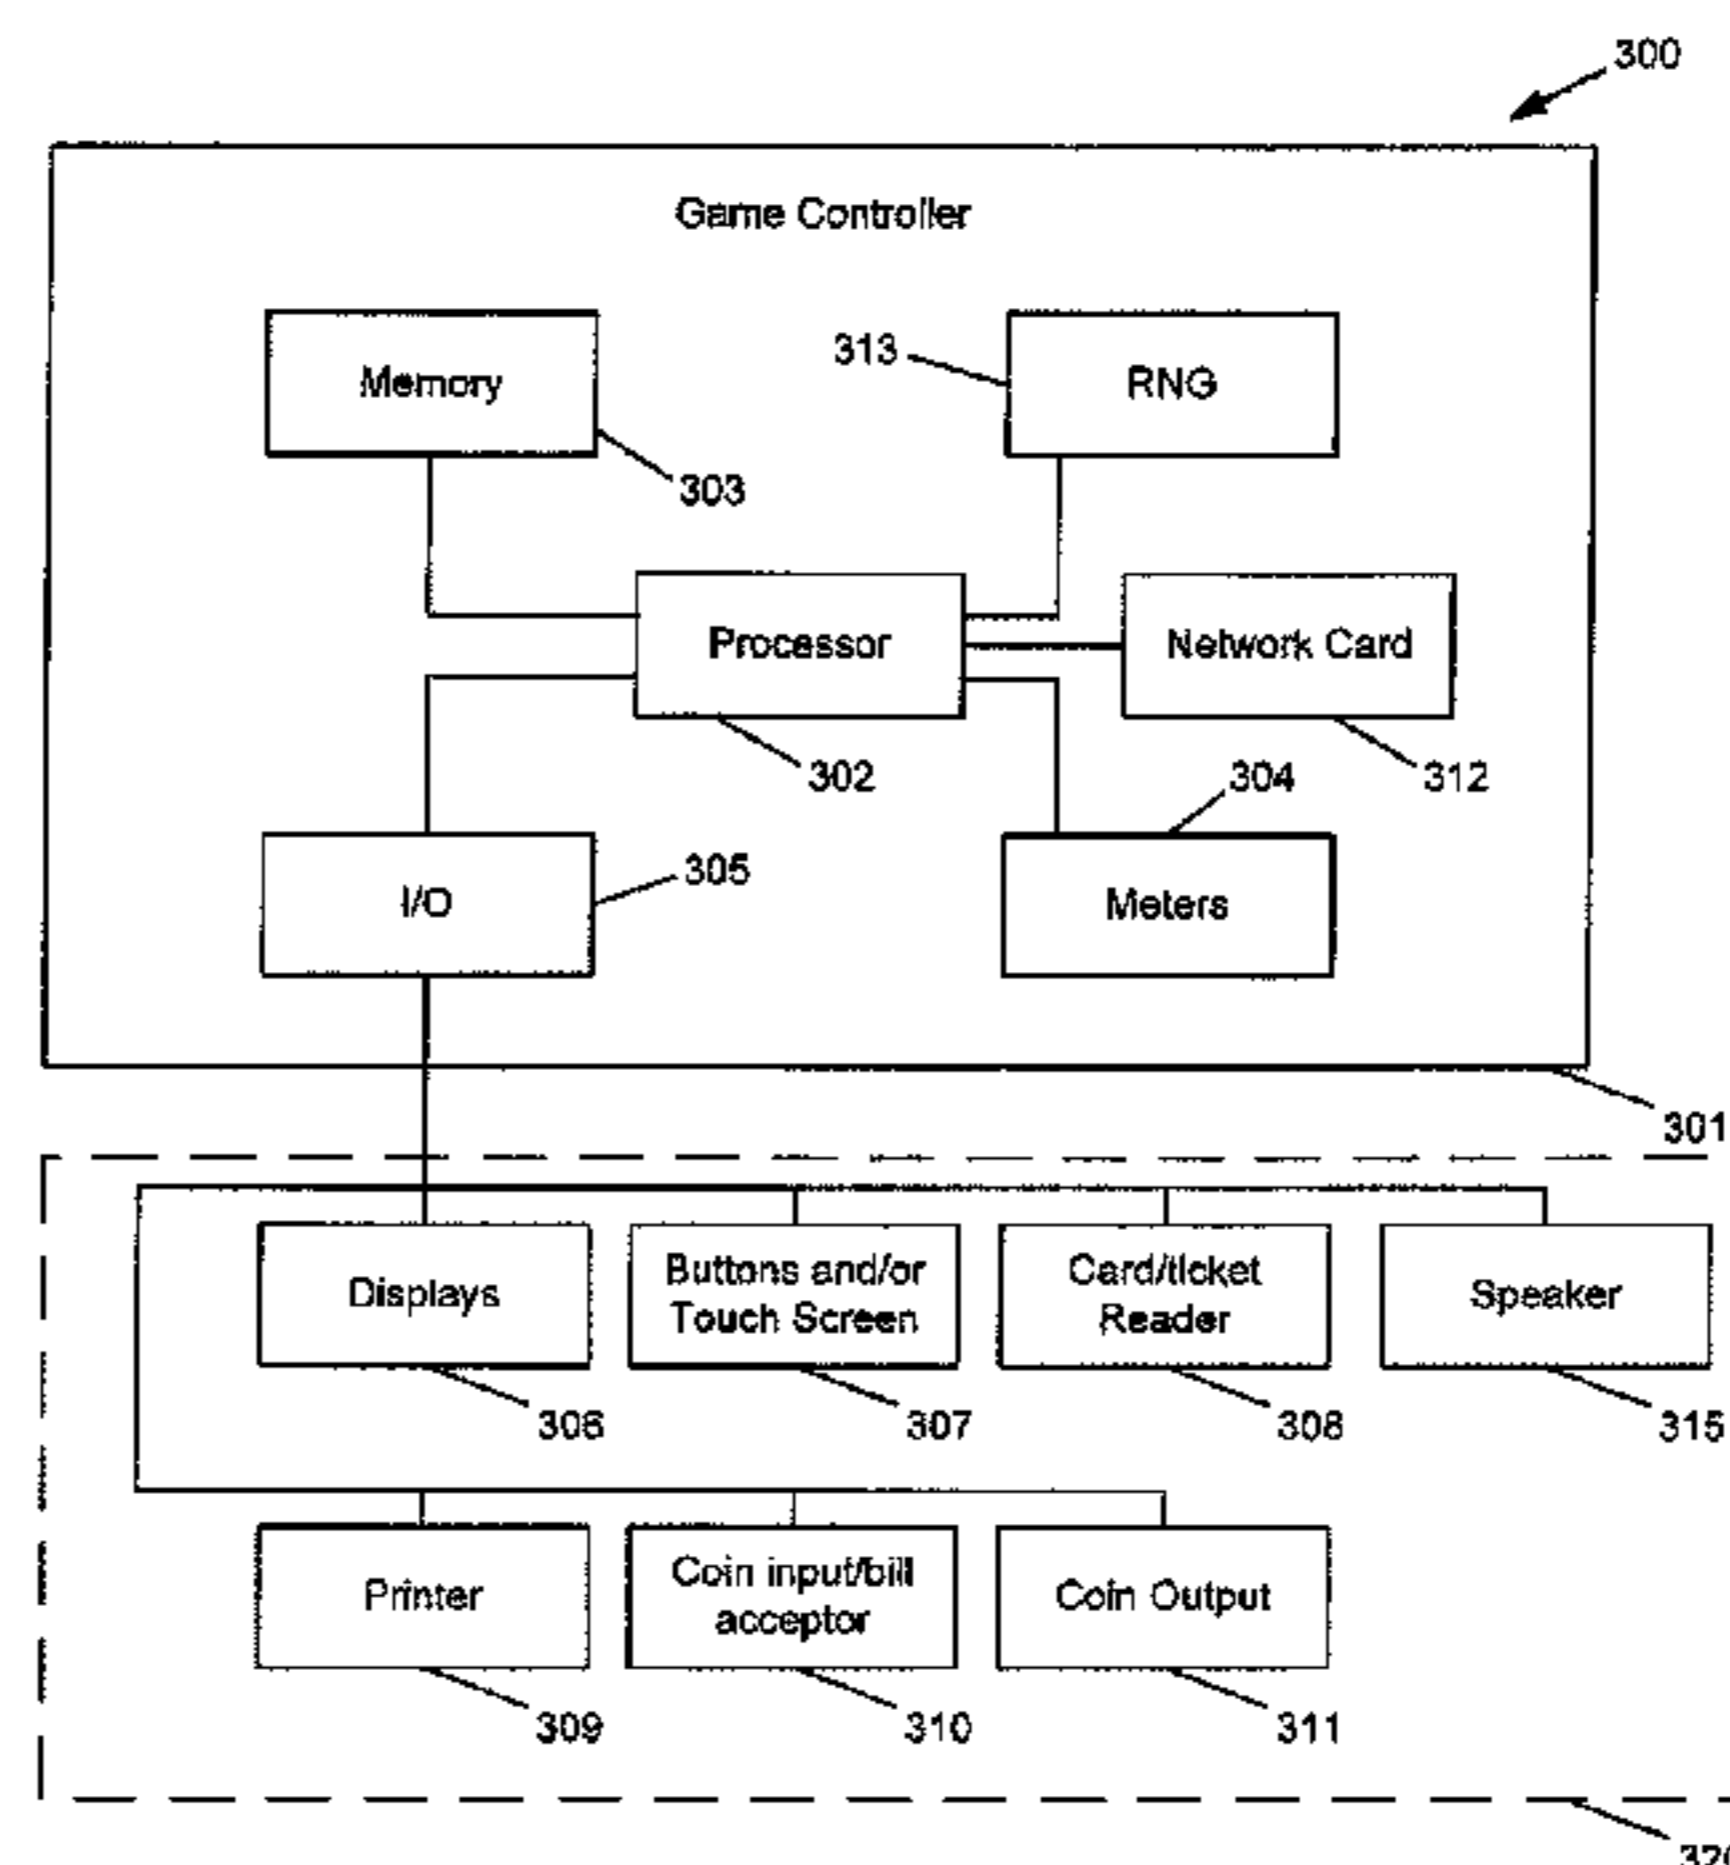 300
Game Controller
Memory
313
RNG
303
Processor
Network Card
302
304
312
I/O
305
Meters
301
Displays
Buttons and/or
Touch Screen
Card/ticket
Reader
Speaker
306
307
308
315
Printer
Coin input/bill
acceptor
Coin Output
309
310
311